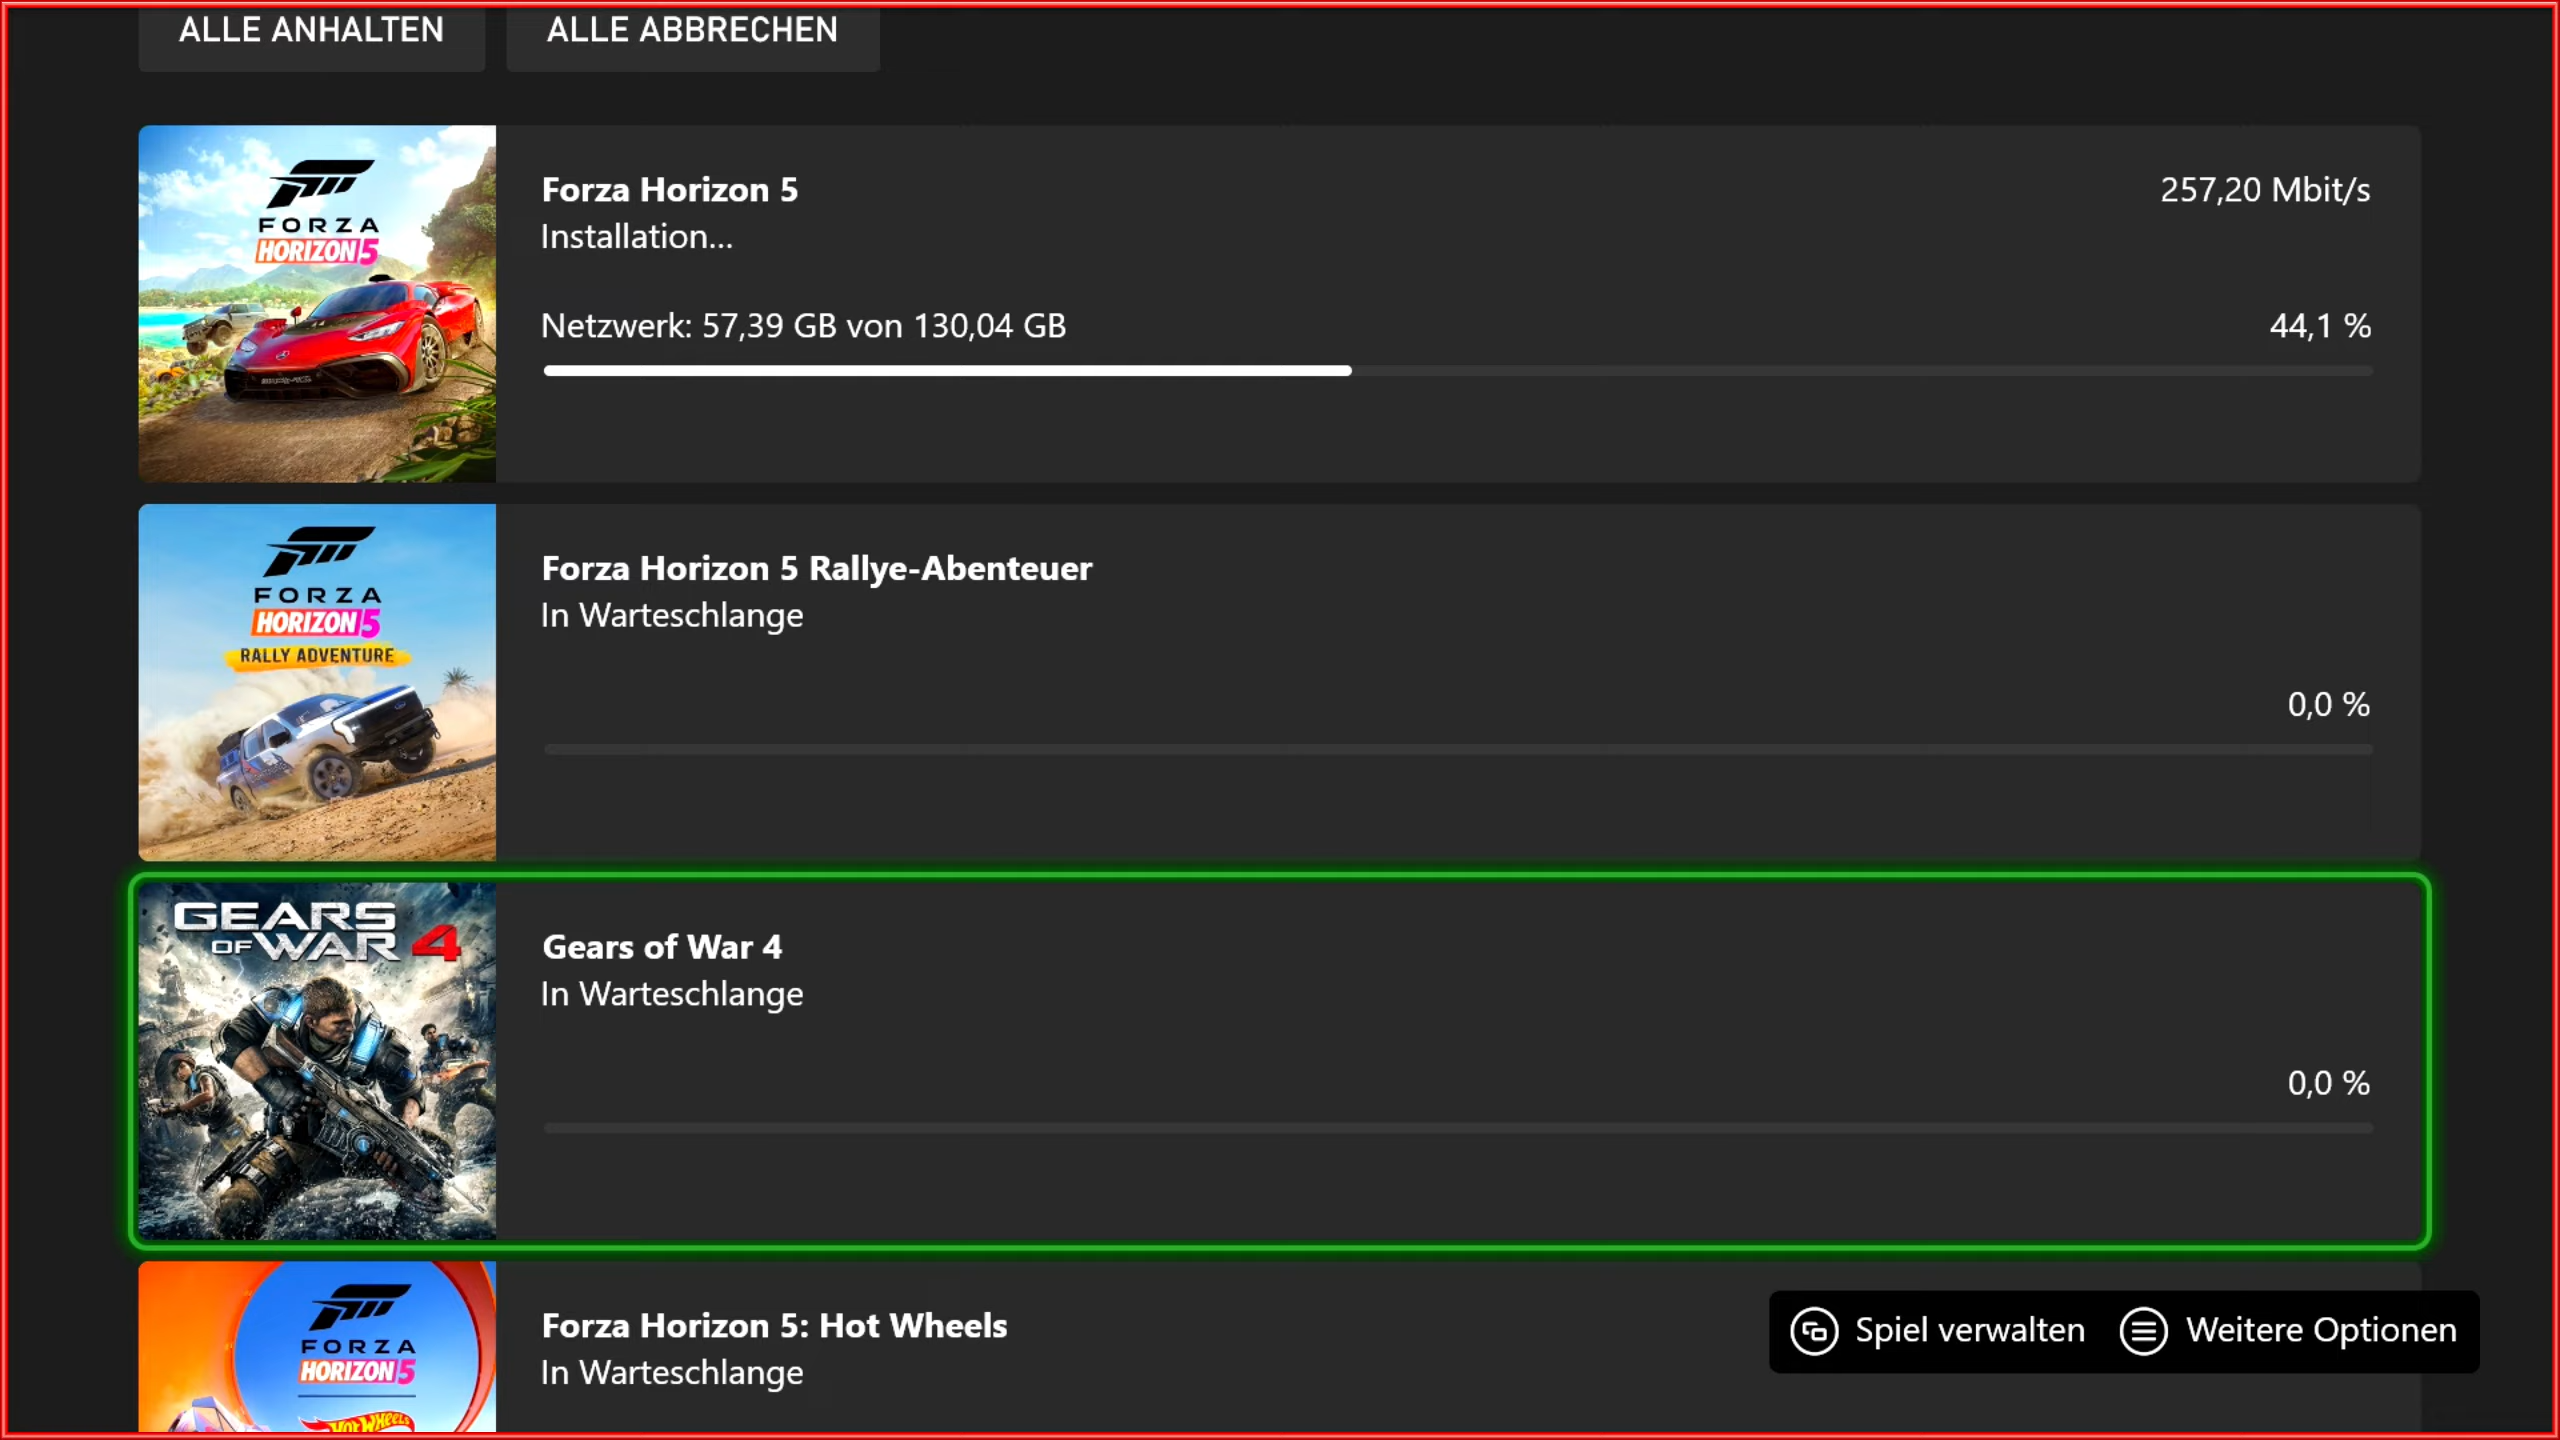 ALLE ANHALTEN
ALLE ABBRECHEN
FORZA
HORIZON 5
Forza Horizon 5
257,20 Mbit/s
Installation...
Netzwerk: 57,39 GB von 130,04 GB
44,1 %
FORZA
HORIZON 5
RALLY ADVENTURE
Forza Horizon 5 Rallye-Abenteuer
In Warteschlange
0,0 %
GEARS
OF WAR 4
Gears of War 4
In Warteschlange
0,0 %
FORZA
HORIZON 5
HOT WHEELS
Forza Horizon 5: Hot Wheels
In Warteschlange
Spiel verwalten
Weitere Optionen